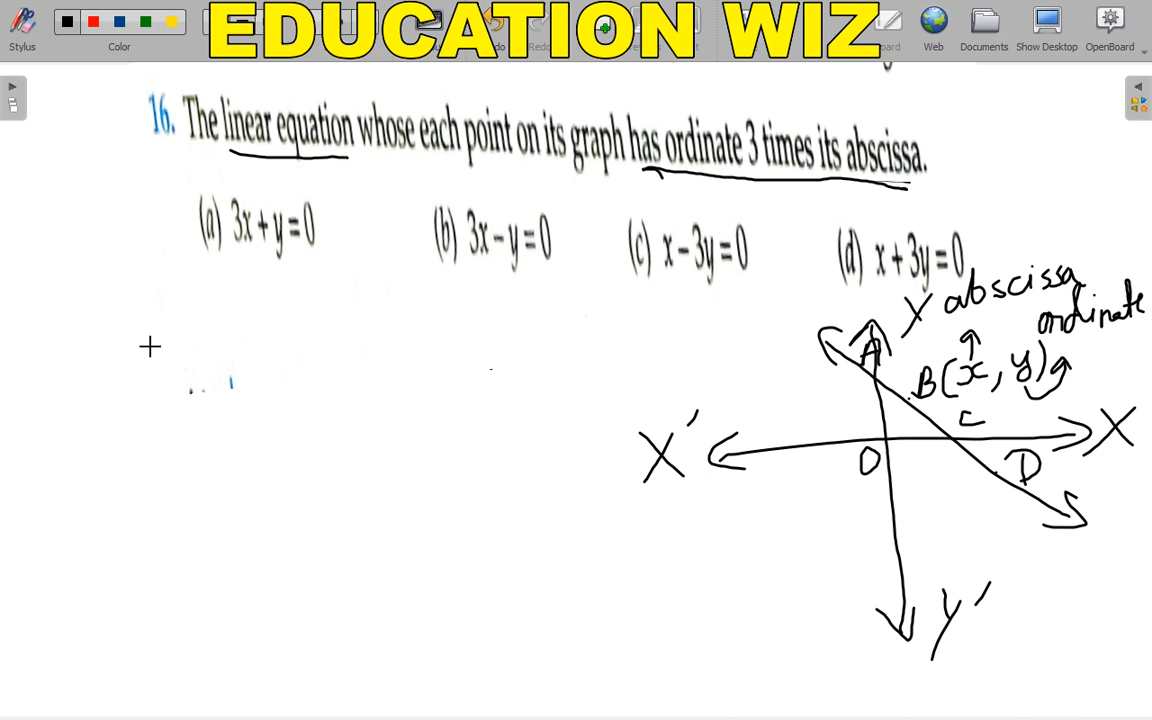 EDUCATION WIZ
Stylus
Color
Redo
Web
Documents
Show Desktop
OpenBoard
16. The linear equation whose each point on its graph has ordinate 3 times its abscissa.
(a) 3x + y = 0 (b) 3x – y = 0 (c) x – 3y = 0 (d) x + 3y = 0
abscissa
ordinate
A
B(x, y)
X' O D X
Y'